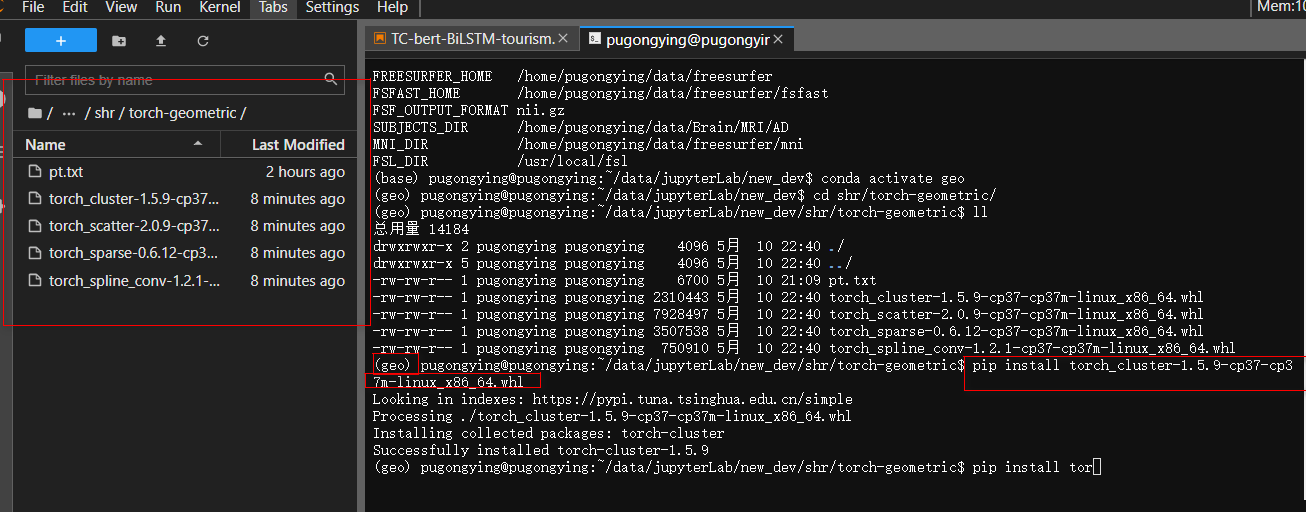 File Edit View Run Kernel Tabs Settings Help
Mem:10
+
Filter files by name
/ ··· / shr / torch-geometric /
Name Last Modified
pt.txt 2 hours ago
torch_cluster-1.5.9-cp37... 8 minutes ago
torch_scatter-2.0.9-cp37... 8 minutes ago
torch_sparse-0.6.12-cp3... 8 minutes ago
torch_spline_conv-1.2.1-... 8 minutes ago
TC-bert-BiLSTM-tourism. ×
pugongying@pugongyir ×
FREESURFER_HOME /home/pugongying/data/freesurfer
FSFAST_HOME /home/pugongying/data/freesurfer/fsfast
FSF_OUTPUT_FORMAT nii.gz
SUBJECTS_DIR /home/pugongying/data/Brain/MRI/AD
MNI_DIR /home/pugongying/data/freesurfer/mni
FSL_DIR /usr/local/fsl
(base) pugongying@pugongying:~/data/jupyterLab/new_dev$ conda activate geo
(geo) pugongying@pugongying:~/data/jupyterLab/new_dev$ cd shr/torch-geometric/
(geo) pugongying@pugongying:~/data/jupyterLab/new_dev/shr/torch-geometric$ ll
总用量 14184
drwxrwxr-x 2 pugongying pugongying 4096 5月 10 22:40 ./
drwxrwxr-x 5 pugongying pugongying 4096 5月 10 22:40 ../
-rw-rw-r-- 1 pugongying pugongying 6700 5月 10 21:09 pt.txt
-rw-rw-r-- 1 pugongying pugongying 2310443 5月 10 22:40 torch_cluster-1.5.9-cp37-cp37m-linux_x86_64.whl
-rw-rw-r-- 1 pugongying pugongying 7928497 5月 10 22:40 torch_scatter-2.0.9-cp37-cp37m-linux_x86_64.whl
-rw-rw-r-- 1 pugongying pugongying 3507538 5月 10 22:40 torch_sparse-0.6.12-cp37-cp37m-linux_x86_64.whl
-rw-rw-r-- 1 pugongying pugongying 750910 5月 10 22:40 torch_spline_conv-1.2.1-cp37-cp37m-linux_x86_64.whl
(geo) pugongying@pugongying:~/data/jupyterLab/new_dev/shr/torch-geometric$ pip install torch_cluster-1.5.9-cp37-cp3
7m-linux_x86_64.whl
Looking in indexes: https://pypi.tuna.tsinghua.edu.cn/simple
Processing ./torch_cluster-1.5.9-cp37-cp37m-linux_x86_64.whl
Installing collected packages: torch-cluster
Successfully installed torch-cluster-1.5.9
(geo) pugongying@pugongying:~/data/jupyterLab/new_dev/shr/torch-geometric$ pip install tor